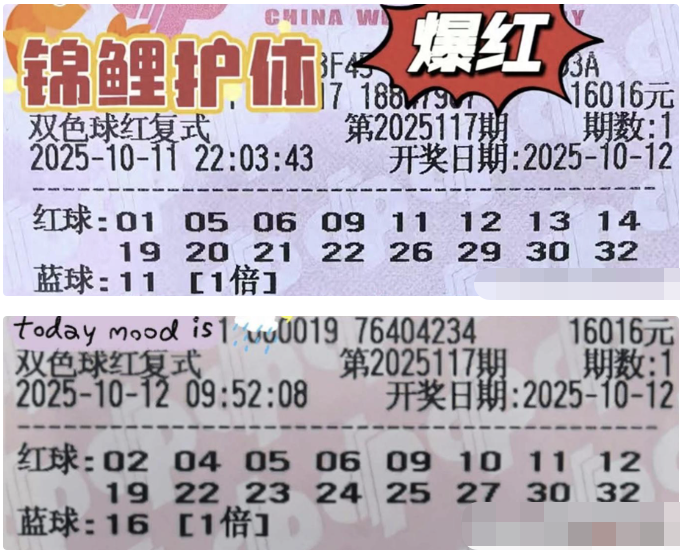 CHINA W
锦鲤护体
爆红
16016元
双色球红复式 第2025117期 期数:1
2025-10-11 22:03:43 开奖日期:2025-10-12
红球:01 05 06 09 11 12 13 14
19 20 21 22 26 29 30 32
蓝球:11 [1倍]
today mood is
0019 76404234 16016元
双色球红复式 第2025117期 期数:1
2025-10-12 09:52:08 开奖日期:2025-10-12
红球:02 04 05 06 09 10 11 12
19 22 23 24 25 27 30 32
蓝球:16 [1倍]